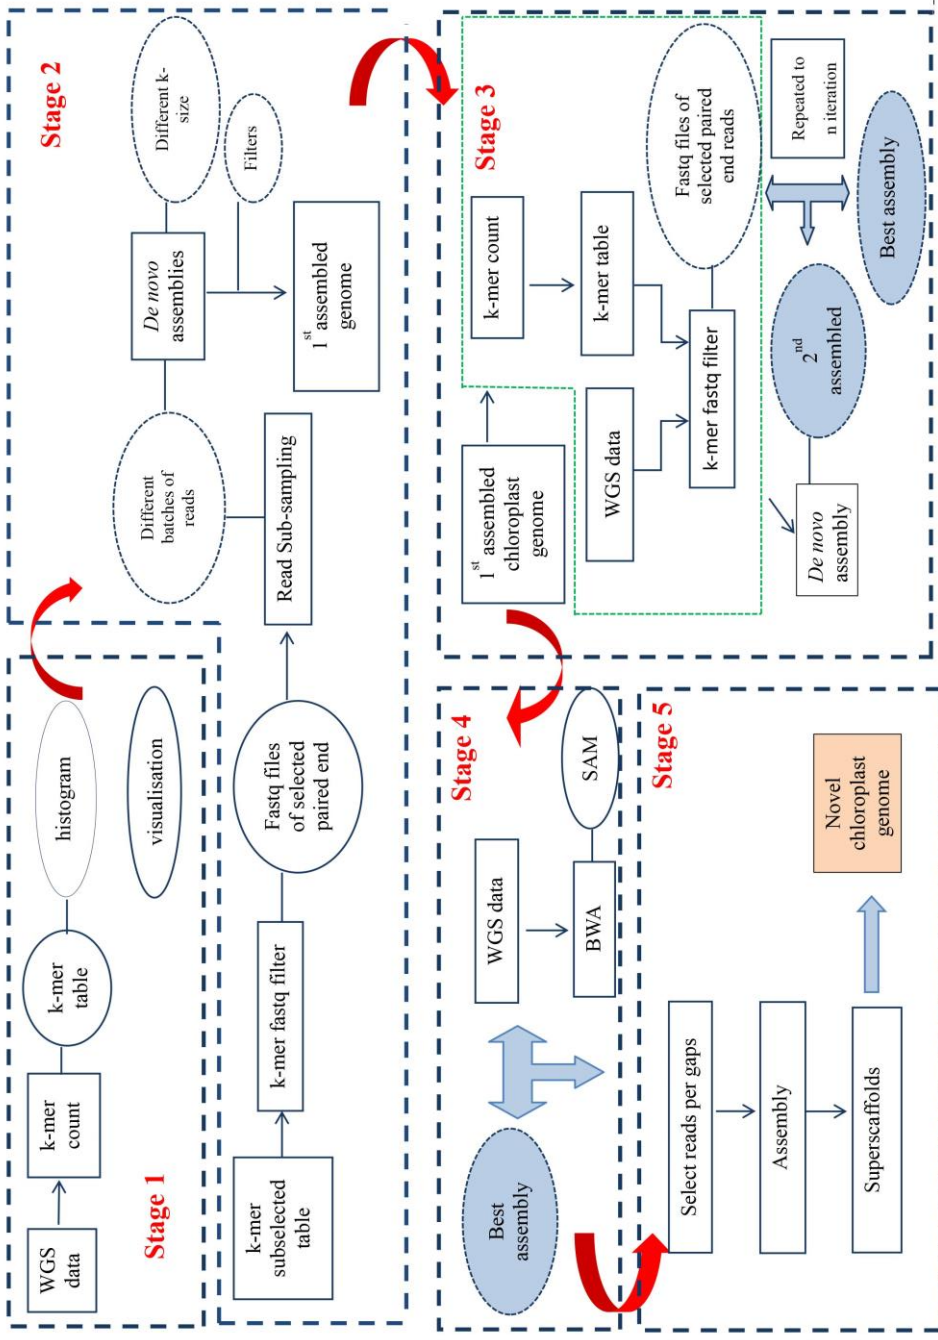 Stage 1
WGS
data
k-mer
count
k-mer
table
histogram
visualisation
Stage 2
k-mer
subselected
table
k-mer fastq filter
Fastq files
of selected
paired end
Read Sub-sampling
Different
batches of
reads
De novo
assemblies
Different k-
size
Filters
1st assembled
genome
Stage 3
1st assembled
chloroplast
genome
k-mer count
k-mer table
WGS data
k-mer fastq filter
Fastq files of
selected paired
end reads
De novo
assembly
2nd
assembled
Repeated to
n iteration
Best assembly
Stage 4
Best
assembly
WGS data
BWA
SAM
Stage 5
Select reads per gaps
Assembly
Superscaffolds
Novel
chloroplast
genome